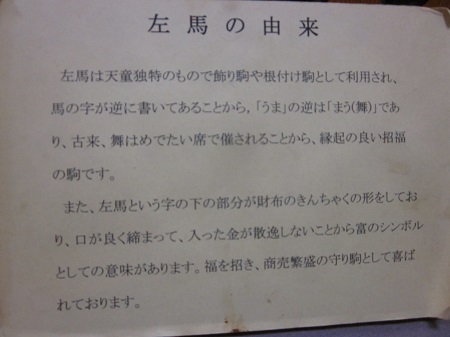 左馬の由来
左馬は天童独特のもので飾り駒や根付け駒として利用され、
馬の字が逆に書いてあることから,「うま」の逆は「まう(舞)」であ
り、古来、舞はめでたい席で催されることから、縁起の良い招福
の駒です。
また、左馬という字の下の部分が財布のきんちゃくの形をしてお
り、口が良く締まって、入った金が散逸しないことから富のシンボル
としての意味があります。福を招き、商売繁盛の守り駒として喜ば
れております。